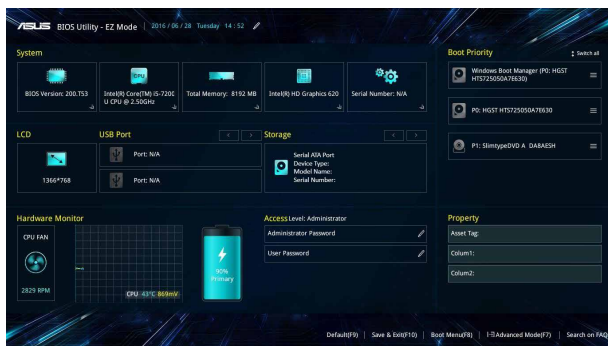 ASUS BIOS Utility - EZ Mode 2016/06/28 Tuesday 14:52
System
BIOS Version: 200.T53
CPU
Intel(R) Core(TM) i5-7200
U CPU @ 2.50GHz
Total Memory: 8192 MB
Intel(R) HD Graphics 620
Serial Number: N/A
Boot Priority
Switch all
Windows Boot Manager (P0: HGST
HTS725050A7E630)
P0: HGST HTS725050A7E630
P1: SlimtypeDVD A DA8AESH
LCD
1366*768
USB Port
Port: N/A
Port: N/A
Storage
Serial ATA Port
Device Type:
Model Name:
Serial Number:
Hardware Monitor
CPU FAN
2829 RPM
CPU 43°C 869mV
90%
Primary
Access Level: Administrator
Administrator Password
User Password
Property
Asset Tag:
Colum1:
Colum2:
Default(F9) | Save & Exit(F10) | Boot Menu(F8) | Advanced Mode(F7) | Search on FAQ